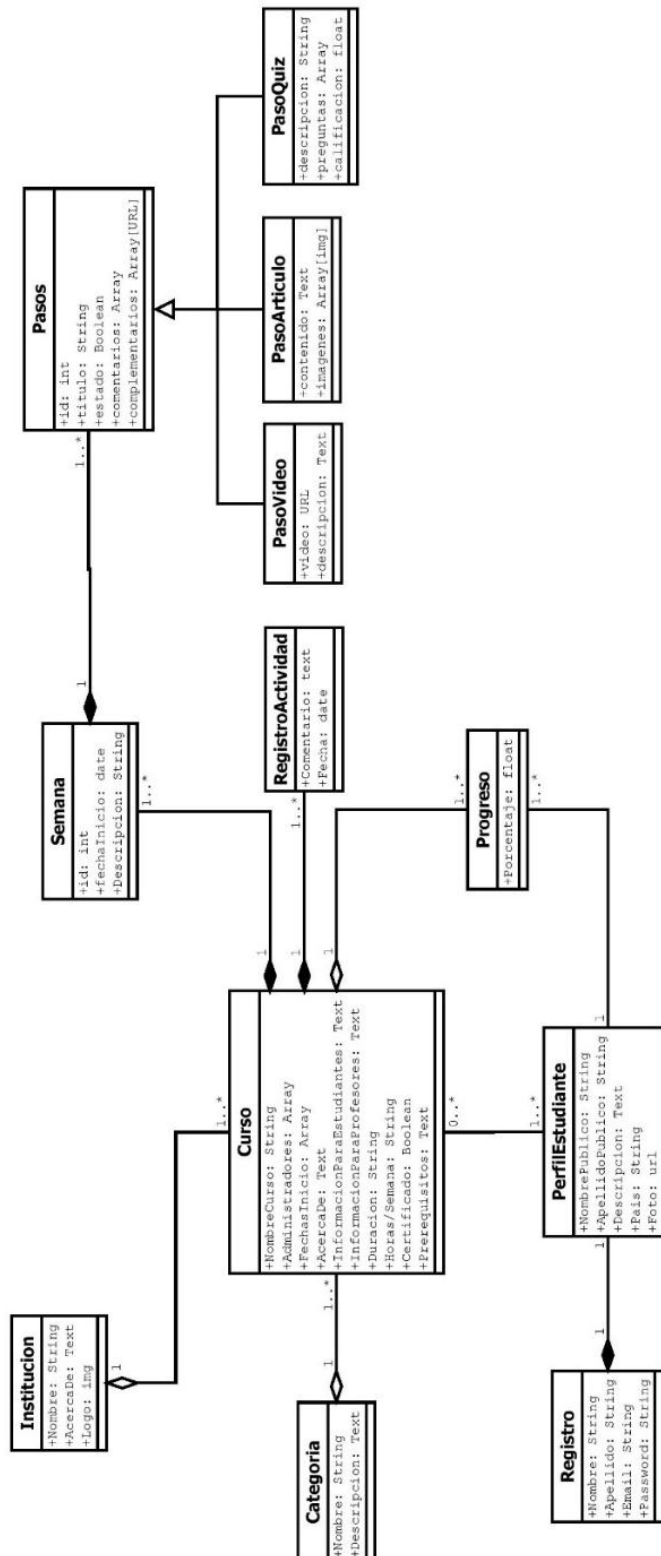 Institucion
+Nombre: String
+AcercaDe: Text
+Logo: img
1
1..*
Categoria
+Nombre: String
+Descripcion: Text
1
1..*
Registro
+Nombre: String
+Apellido: String
+Email: String
+Password: String
1
1
Curso
+NombreCurso: String
+Administradores: Array
+FechasInicio: Array
+AcercaDe: Text
+InformacionParaEstudiantes: Text
+InformacionParaProfesores: Text
+Duracion: String
+Horas/Semana: String
+Certificado: Boolean
+Prerequisitos: Text
1
1
1
0..*
1..*
PerfilEstudiante
+NombrePublico: String
+ApellidoPublico: String
+Descripcion: Text
+Pais: String
+Foto: url
1
Semana
+id: int
+fechaInicio: date
+Descripcion: String
1..*
1
RegistroActividad
+Comentario: text
+Fecha: date
1..*
Progreso
+Porcentaje: float
1..*
1..*
Pasos
+id: int
+titulo: String
+estado: Boolean
+comentarios: Array
+complementarios: Array[URL]
1..*
PasoVideo
+video: URL
+descripcion: Text
PasoArticulo
+contenido: Text
+imagenes: Array[img]
PasoQuiz
+descripcion: String
+preguntas: Array
+calificacion: float